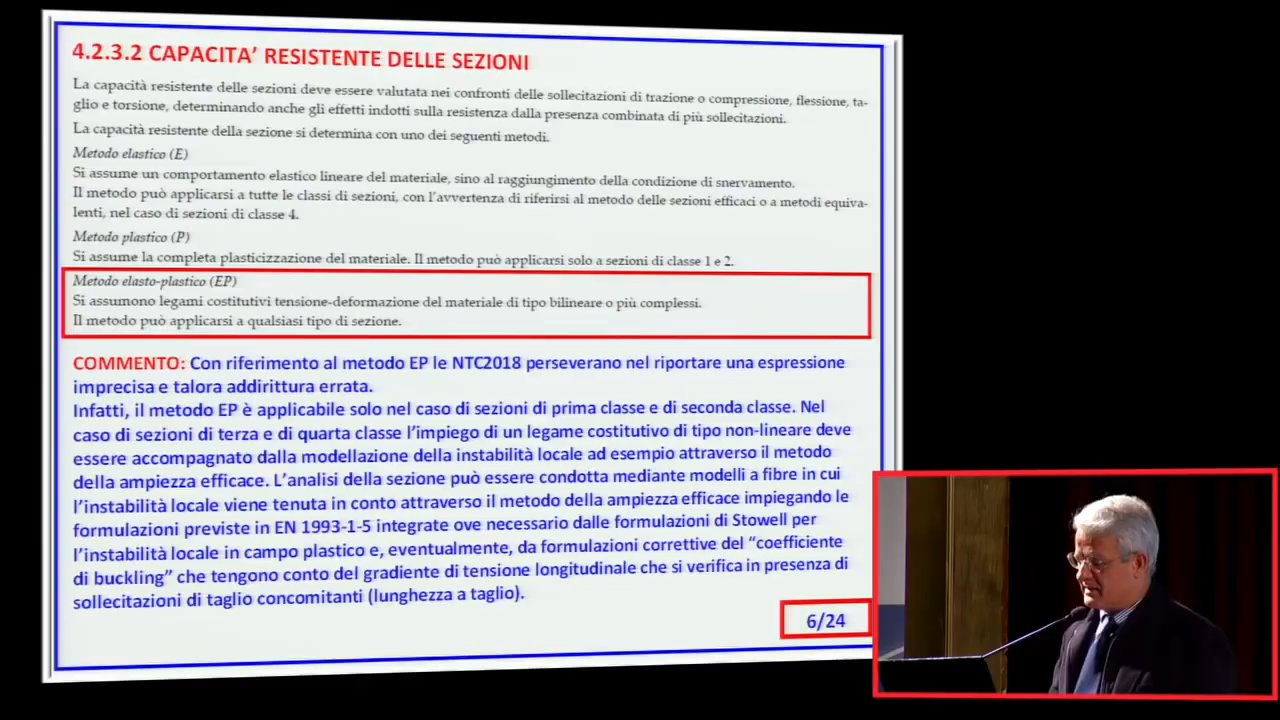 4.2.3.2 CAPACITA’ RESISTENTE DELLE SEZIONI
La capacità resistente delle sezioni deve essere valutata nei confronti delle sollecitazioni di trazione o compressione, flessione, ta-
glio e torsione, determinando anche gli effetti indotti sulla resistenza dalla presenza combinata di più sollecitazioni.
La capacità resistente della sezione si determina con uno dei seguenti metodi.
Metodo elastico (E)
Si assume un comportamento elastico lineare del materiale, sino al raggiungimento della condizione di snervamento.
Il metodo può applicarsi a tutte le classi di sezioni, con l’avvertenza di riferirsi al metodo delle sezioni efficaci o a metodi equiva-
lenti, nel caso di sezioni di classe 4.
Metodo plastico (P)
Si assume la completa plasticizzazione del materiale. Il metodo può applicarsi solo a sezioni di classe 1 e 2.
Metodo elasto-plastico (EP)
Si assumono legami costitutivi tensione-deformazione del materiale di tipo bilineare o più complessi.
Il metodo può applicarsi a qualsiasi tipo di sezione.
COMMENTO: Con riferimento al metodo EP le NTC2018 perseverano nel riportare una espressione
imprecisa e talora addirittura errata.
Infatti, il metodo EP è applicabile solo nel caso di sezioni di prima classe e di seconda classe. Nel
caso di sezioni di terza e di quarta classe l’impiego di un legame costitutivo di tipo non-lineare deve
essere accompagnato dalla modellazione della instabilità locale ad esempio attraverso il metodo
della ampiezza efficace. L’analisi della sezione può essere condotta mediante modelli a fibre in cui
l’instabilità locale viene tenuta in conto attraverso il metodo della ampiezza efficace impiegando le
formulazioni previste in EN 1993-1-5 integrate ove necessario dalle formulazioni di Stowell per
l’instabilità locale in campo plastico e, eventualmente, da formulazioni correttive del “coefficiente
di buckling” che tengono conto del gradiente di tensione longitudinale che si verifica in presenza di
sollecitazioni di taglio concomitanti (lunghezza a taglio).
6/24